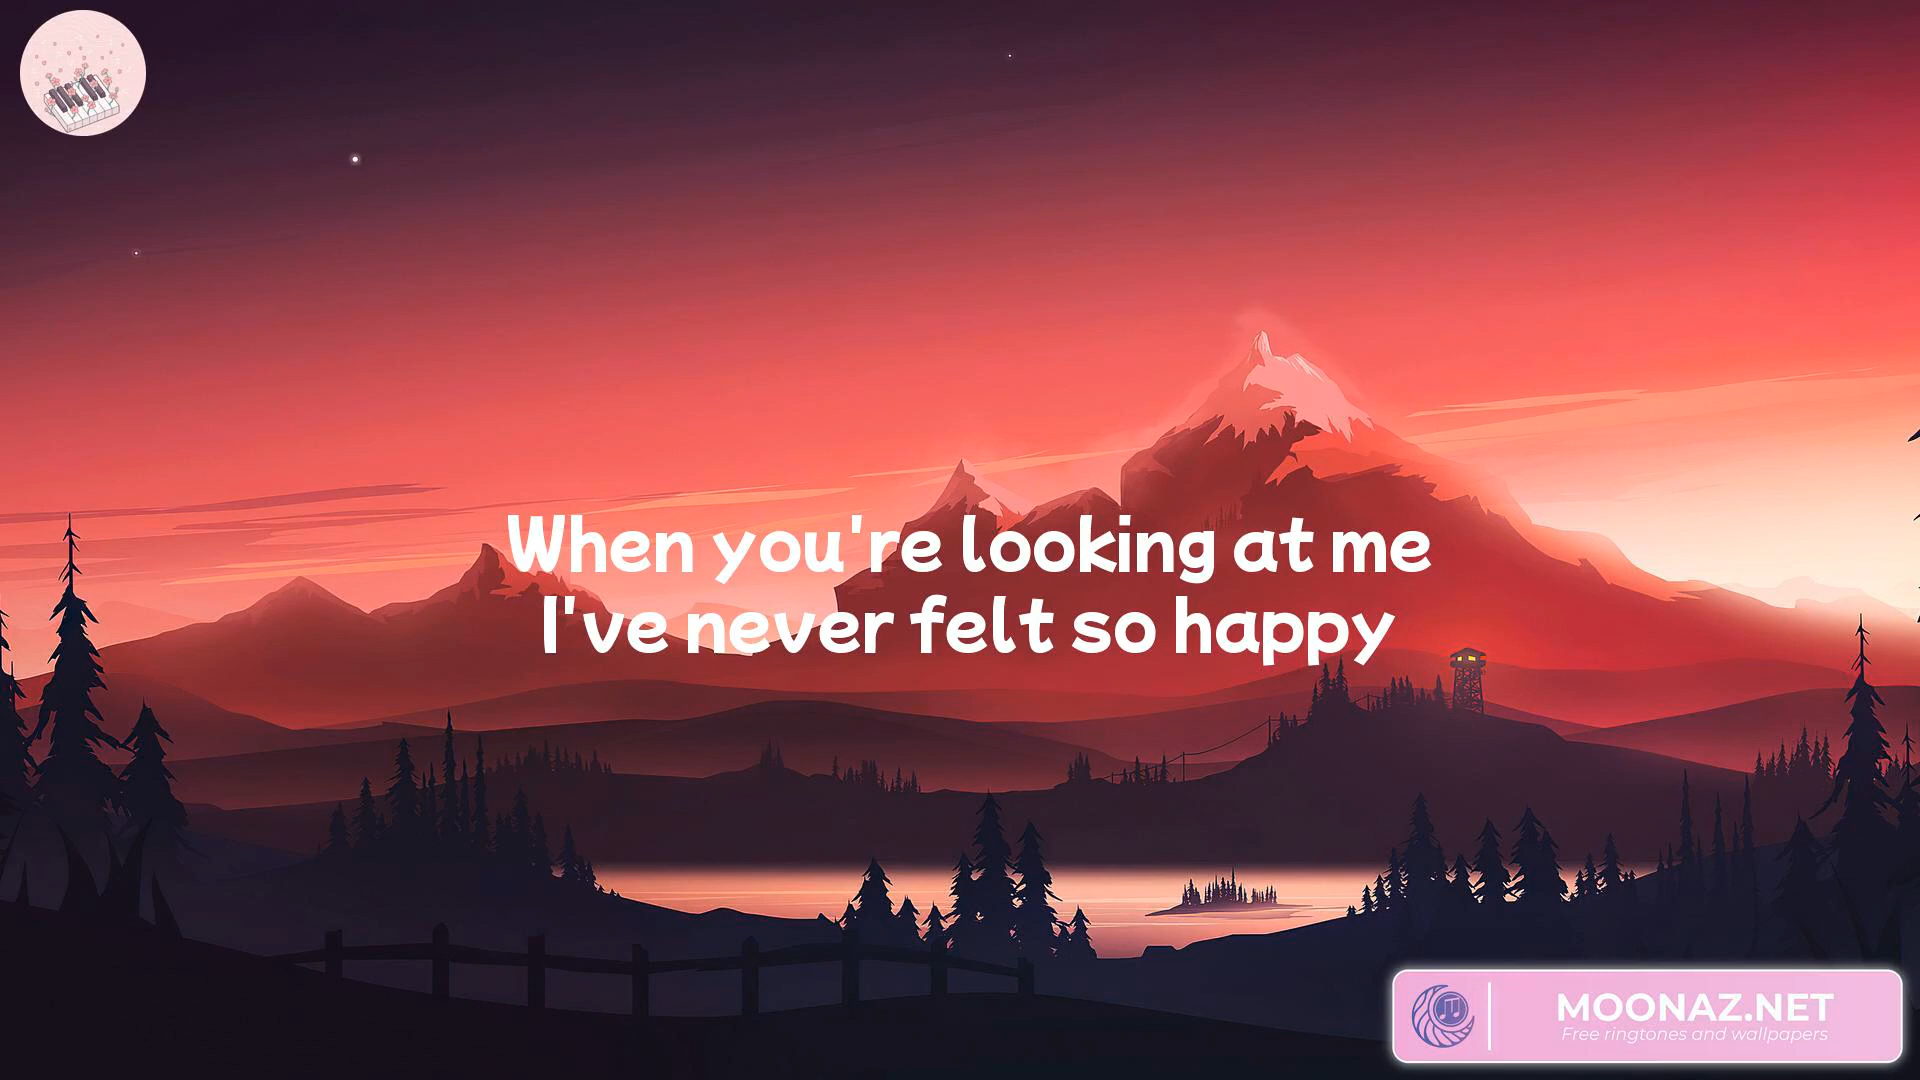 When you're looking at me
I've never felt so happy
MOONAZ.NET
Free ringtones and wallpapers